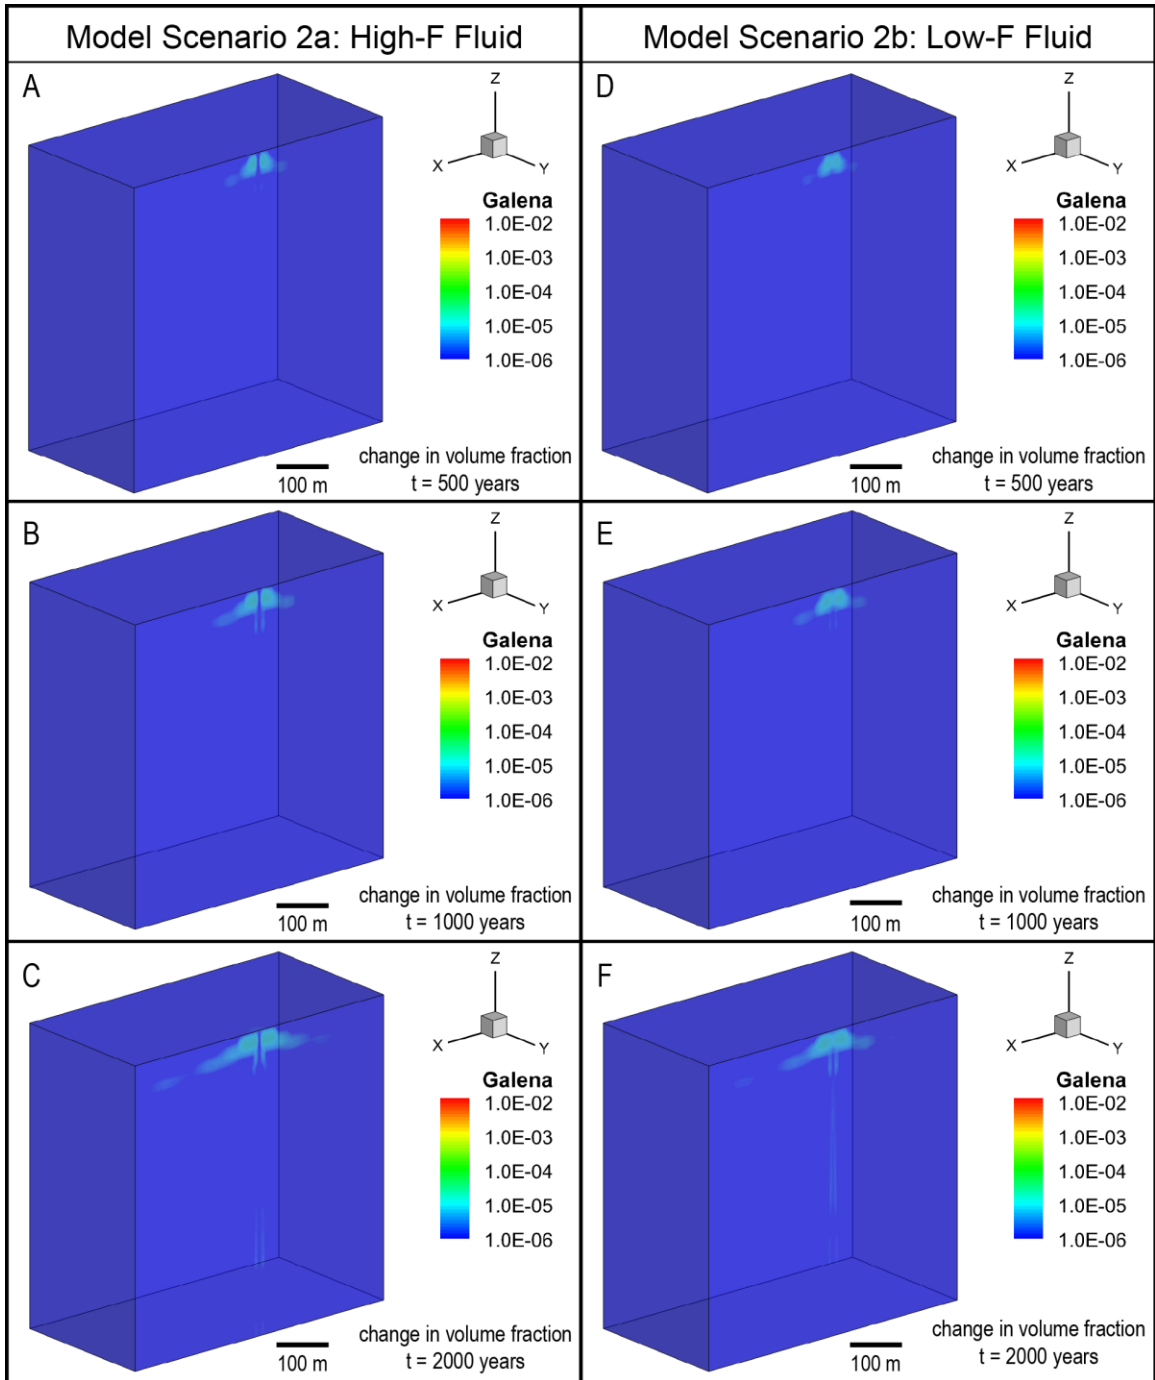 Model Scenario 2a: High-F Fluid
Model Scenario 2b: Low-F Fluid
A
Z
X
Y
Galena
1.0E-02
1.0E-03
1.0E-04
1.0E-05
1.0E-06
100 m
change in volume fraction
t = 500 years
D
Z
X
Y
Galena
1.0E-02
1.0E-03
1.0E-04
1.0E-05
1.0E-06
100 m
change in volume fraction
t = 500 years
B
Z
X
Y
Galena
1.0E-02
1.0E-03
1.0E-04
1.0E-05
1.0E-06
100 m
change in volume fraction
t = 1000 years
E
Z
X
Y
Galena
1.0E-02
1.0E-03
1.0E-04
1.0E-05
1.0E-06
100 m
change in volume fraction
t = 1000 years
C
Z
X
Y
Galena
1.0E-02
1.0E-03
1.0E-04
1.0E-05
1.0E-06
100 m
change in volume fraction
t = 2000 years
F
Z
X
Y
Galena
1.0E-02
1.0E-03
1.0E-04
1.0E-05
1.0E-06
100 m
change in volume fraction
t = 2000 years